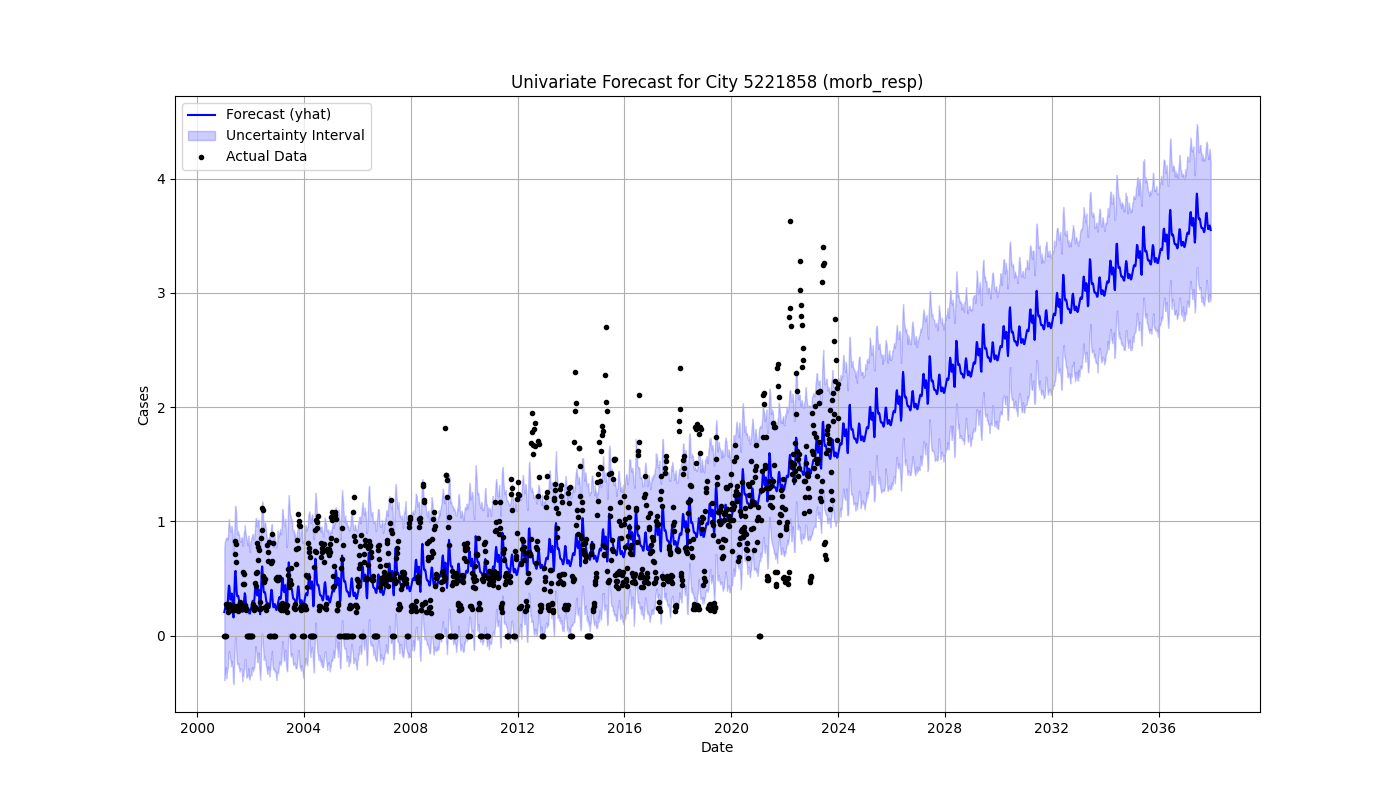 Univariate Forecast for City 5221858 (morb_resp)
Forecast (yhat)
Uncertainty Interval
Actual Data
Cases
4
3
2
1
0
2000 2004 2008 2012 2016 2020 2024 2028 2032 2036
Date